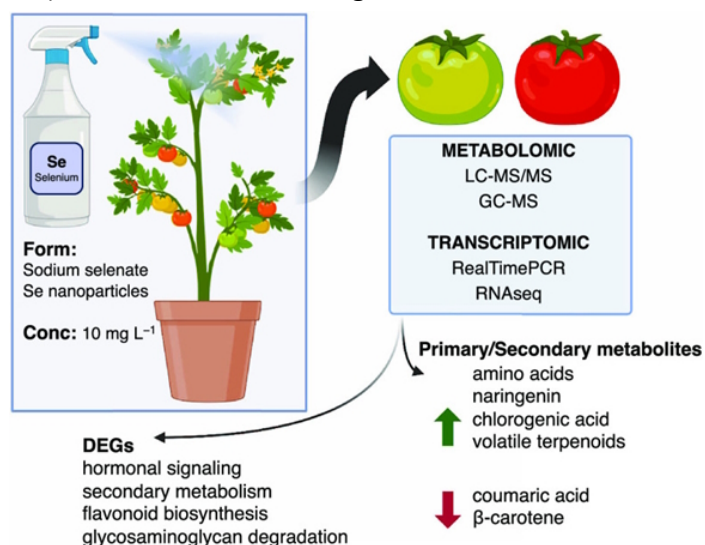 Se
Selenium
Form:
Sodium selenate
Se nanoparticles
Conc: 10 mg L⁻¹
METABOLOMIC
LC-MS/MS
GC-MS
TRANSCRIPTOMIC
RealTimePCR
RNAseq
Primary/Secondary metabolites
amino acids
naringenin
chlorogenic acid
volatile terpenoids
coumaric acid
β-carotene
DEGs
hormonal signaling
secondary metabolism
flavonoid biosynthesis
glycosaminoglycan degradation